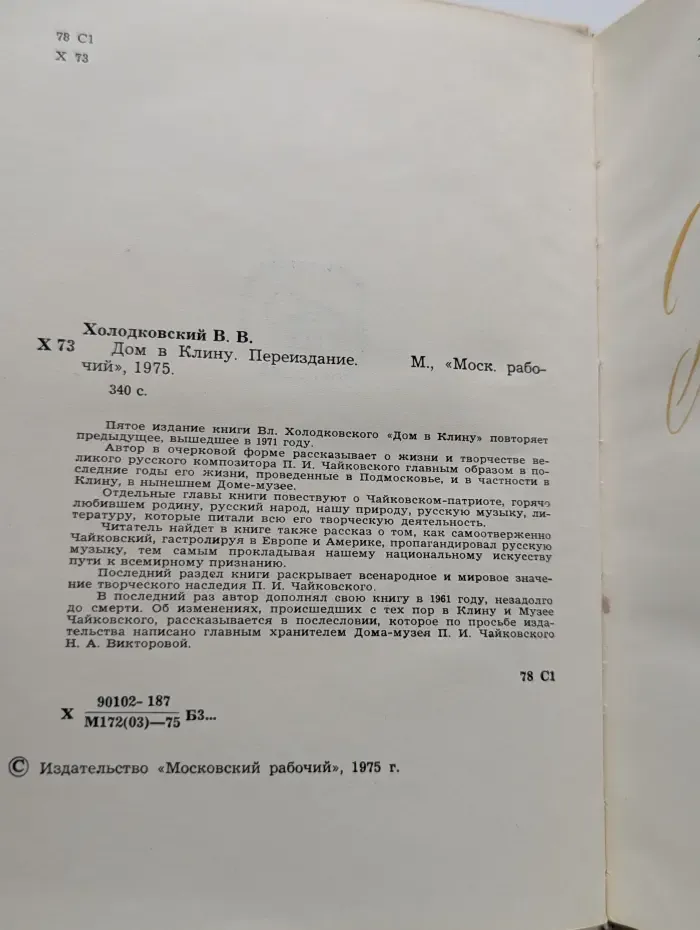 78 С1
Х 73
Холодковский В. В.
Х 73
Дом в Клину. Переиздание. М., «Моск. рабо-
чий», 1975.
340 с.
Пятое издание книги Вл. Холодковского «Дом в Клину» повторяет
предыдущее, вышедшее в 1971 году.
Автор в очерковой форме рассказывает о жизни и творчестве ве-
ликого русского композитора П. И. Чайковского главным образом в по-
следние годы его жизни, проведенные в Подмосковье, и в частности в
Клину, в нынешнем Доме-музее.
Отдельные главы книги повествуют о Чайковском-патриоте, горячо
любившем родину, русский народ, нашу природу, русскую музыку, ли-
тературу, которые питали всю его творческую деятельность.
Читатель найдет в книге также рассказ о том, как самоотверженно
Чайковский, гастролируя в Европе и Америке, пропагандировал русскую
музыку, тем самым прокладывая нашему национальному искусству
пути к всемирному признанию.
Последний раздел книги раскрывает всенародное и мировое значе-
ние творческого наследия П. И. Чайковского.
В последний раз автор дополнял свою книгу в 1961 году, незадолго
до смерти. Об изменениях, происшедших с тех пор в Клину и Музее
Чайковского, рассказывается в послесловии, которое по просьбе изда-
тельства написано главным хранителем Дома-музея П. И. Чайковского
Н. А. Викторовой.
78 С1
Х 90102-187
М172(03)—75 БЗ...
© Издательство «Московский рабочий», 1975 г.